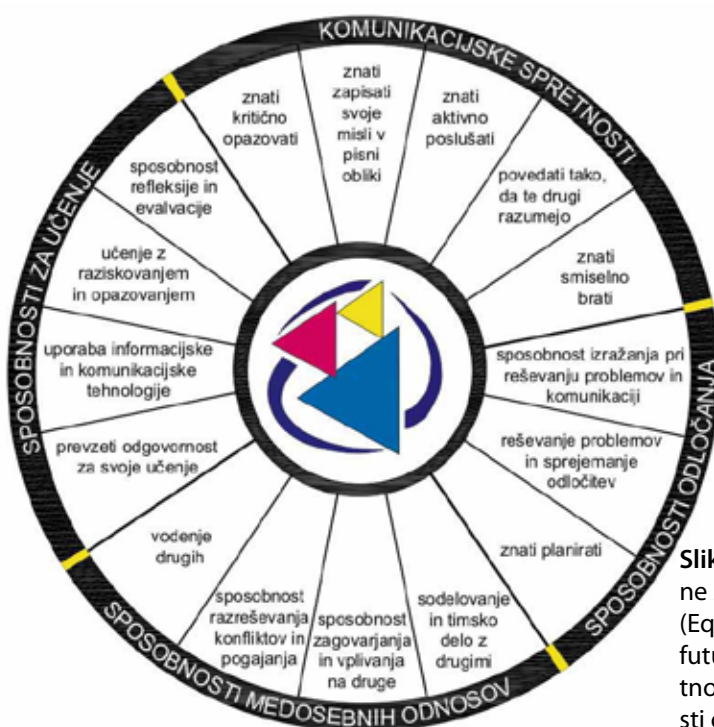 KOMUNIKACIJSKE SPRETNOSTI
znati
kritično
opazovati
znati
zapisati
svoje
misli v
pisni
obliki
znati
aktivno
poslušati
povedati tako,
da te drugi
razumejo
znati
smiselno
brati
SPOSOBNOSTI ODLOČANJA
sposobnost izražanja pri
reševanju problemov in
komunikaciji
reševanje problemov
in sprejemanje
odločitev
znati planirati
SPOSOBNOSTI MEDOSEBNIH ODNOSOV
sodelovanje
in timsko
delo z
drugimi
sposobnost
zagovarjanja
in vplivanja
na druge
sposobnost
razreševanja
konfliktov in
pogajanja
vodenje
drugih
SPOSOBNOSTI ZA UČENJE
prevzeti odgovornost
za svoje učenje
uporaba informacijske
in komunikacijske
tehnologije
učenje z
raziskovanjem
in opazovanjem
sposobnost
refleksije in
evalvacije
Slik
ne
(Eq
futu
tno
sti